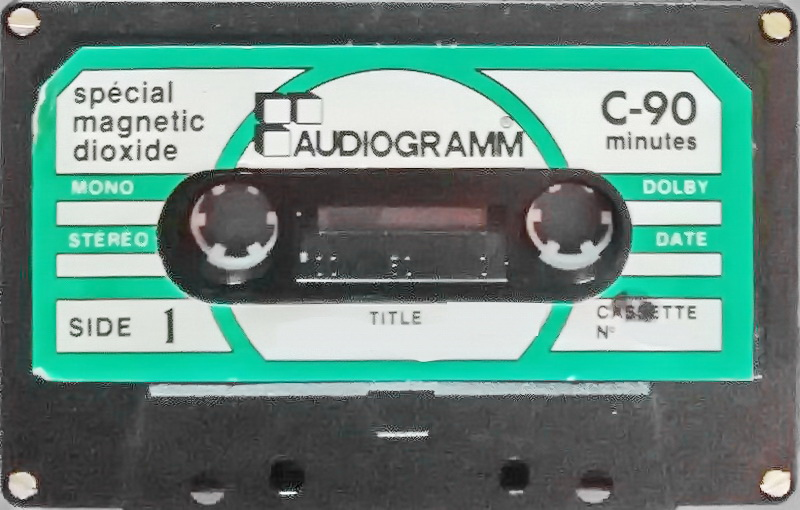 spécial
magnetic
dioxide
AUDIOGRAMM®
C-90
minutes
MONO
DOLBY
STÉRÉO
DATE
SIDE 1
TITLE
CASSETTE
N°